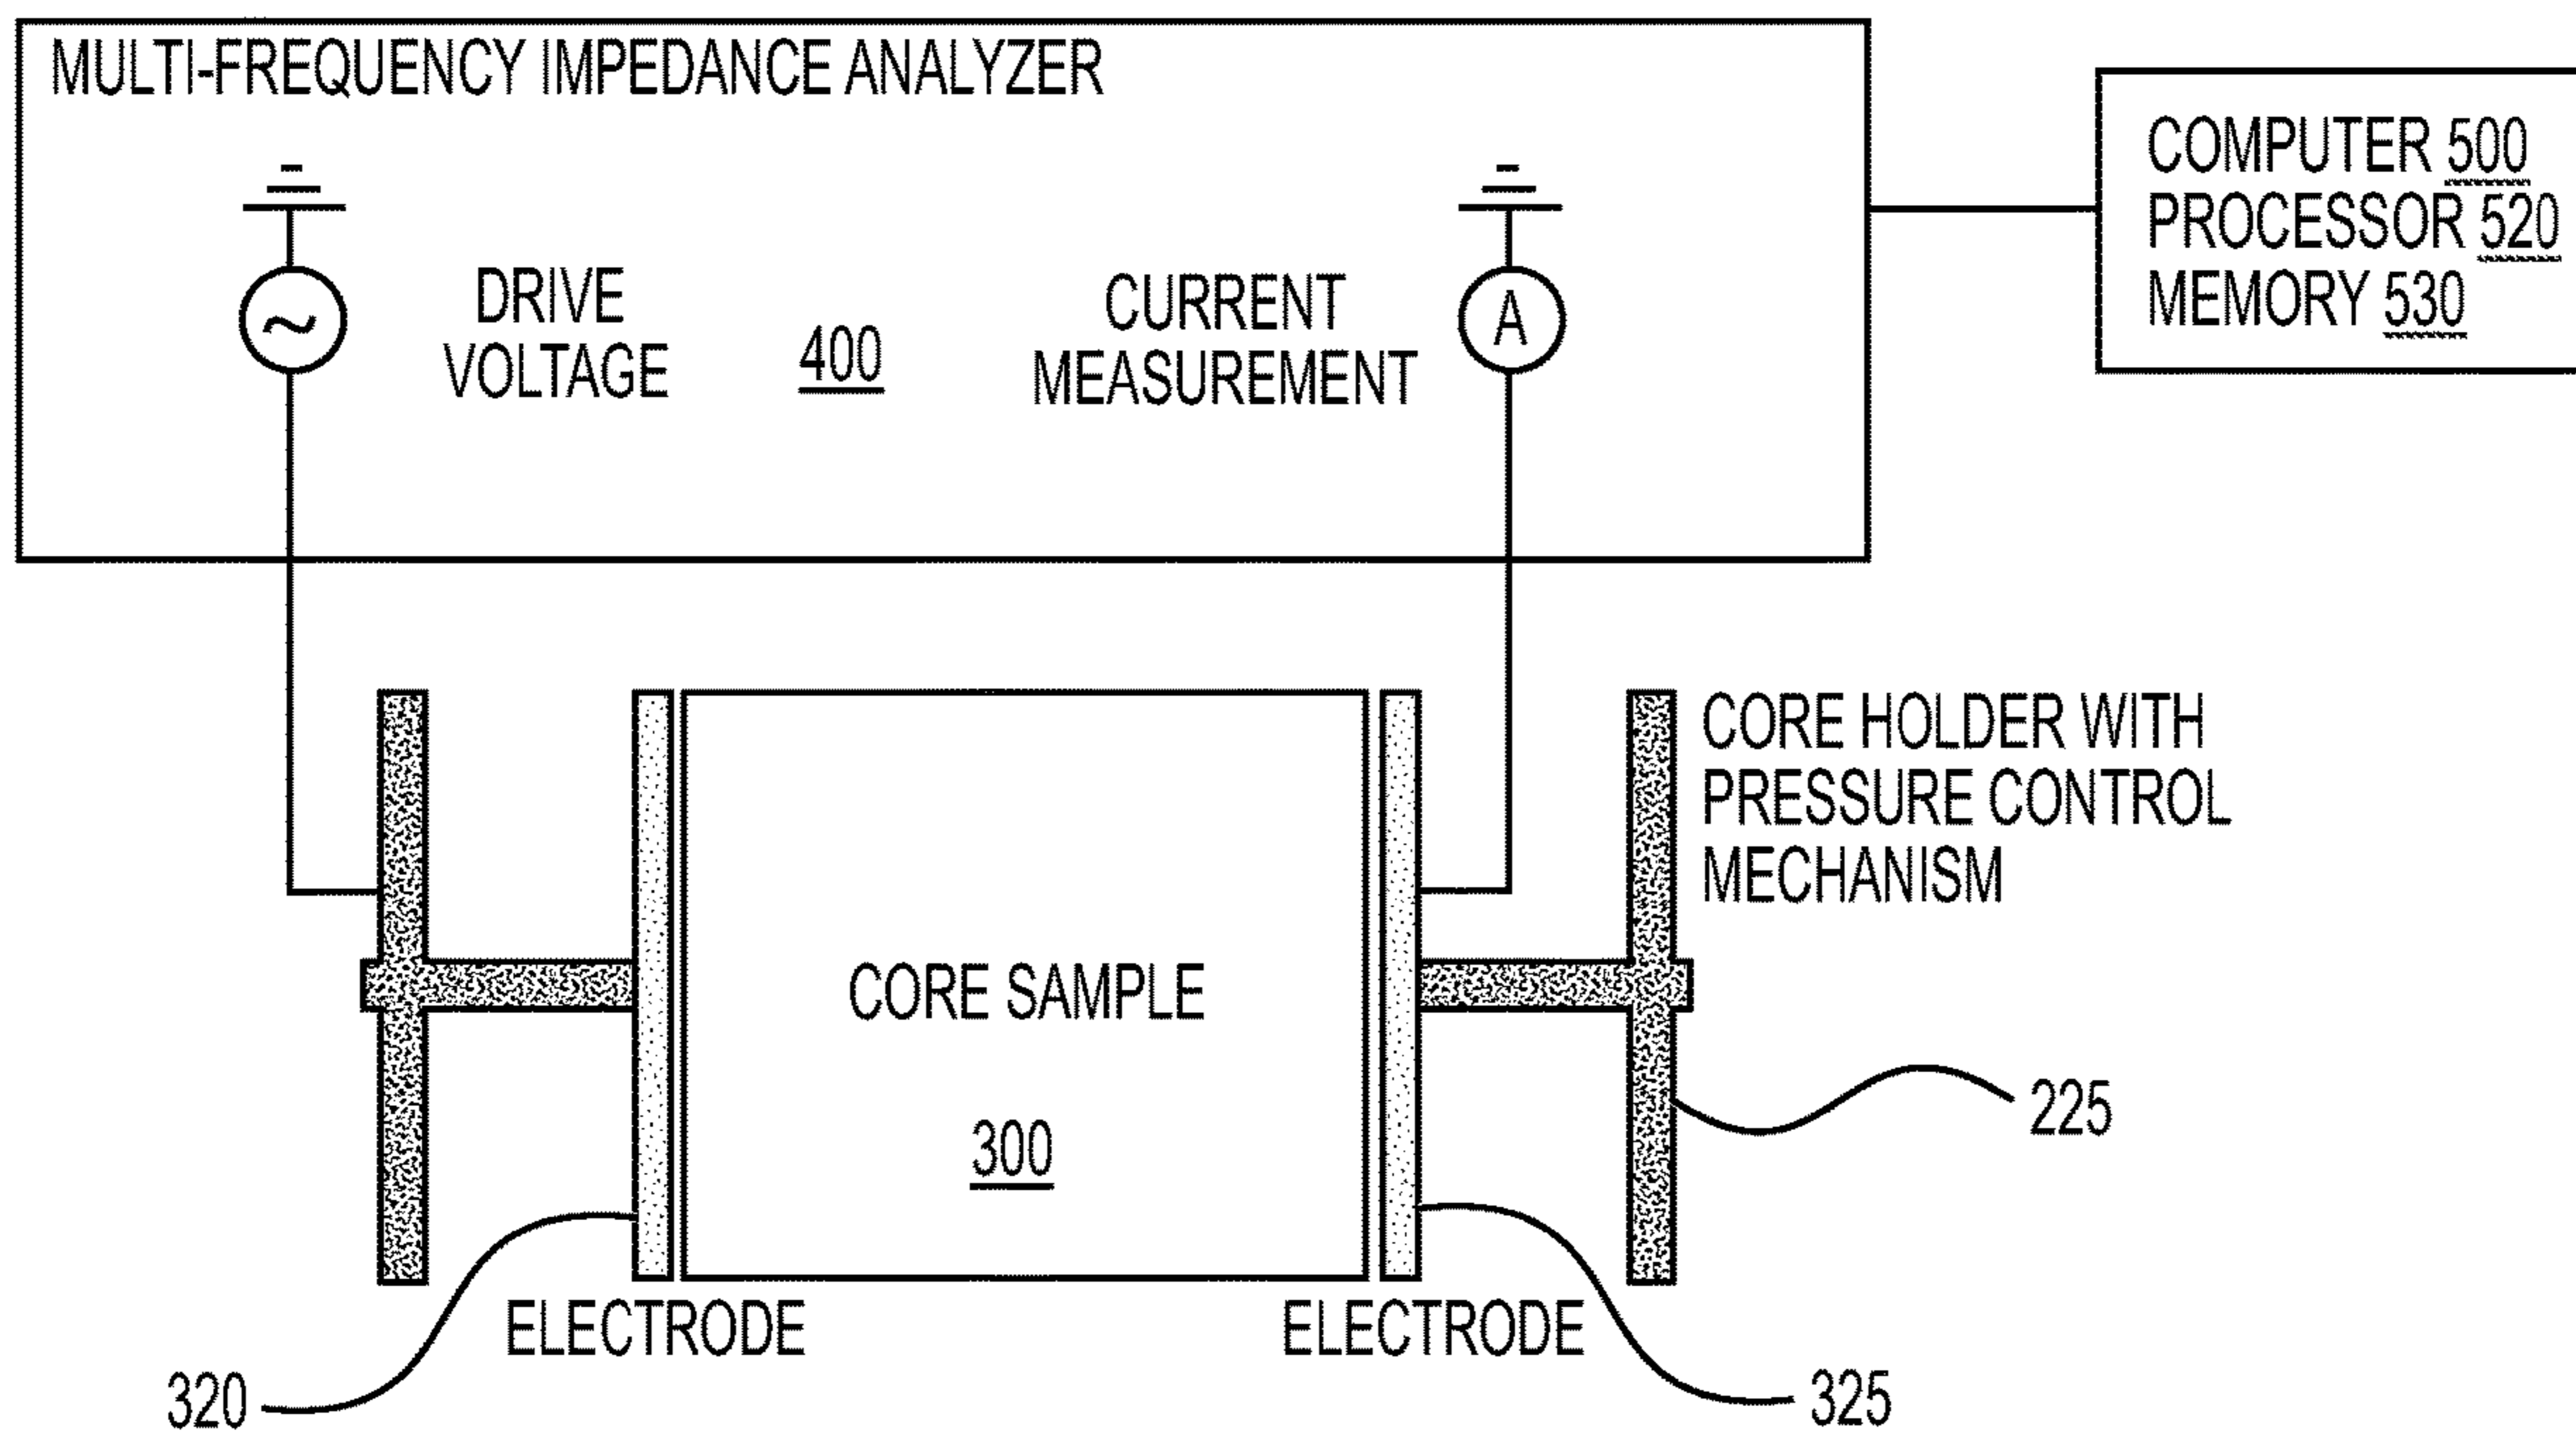 MULTI-FREQUENCY IMPEDANCE ANALYZER
DRIVE
VOLTAGE
400
CURRENT
MEASUREMENT
A
COMPUTER 500
PROCESSOR 520
MEMORY 530
CORE HOLDER WITH
PRESSURE CONTROL
MECHANISM
CORE SAMPLE
300
225
ELECTRODE
ELECTRODE
320
325